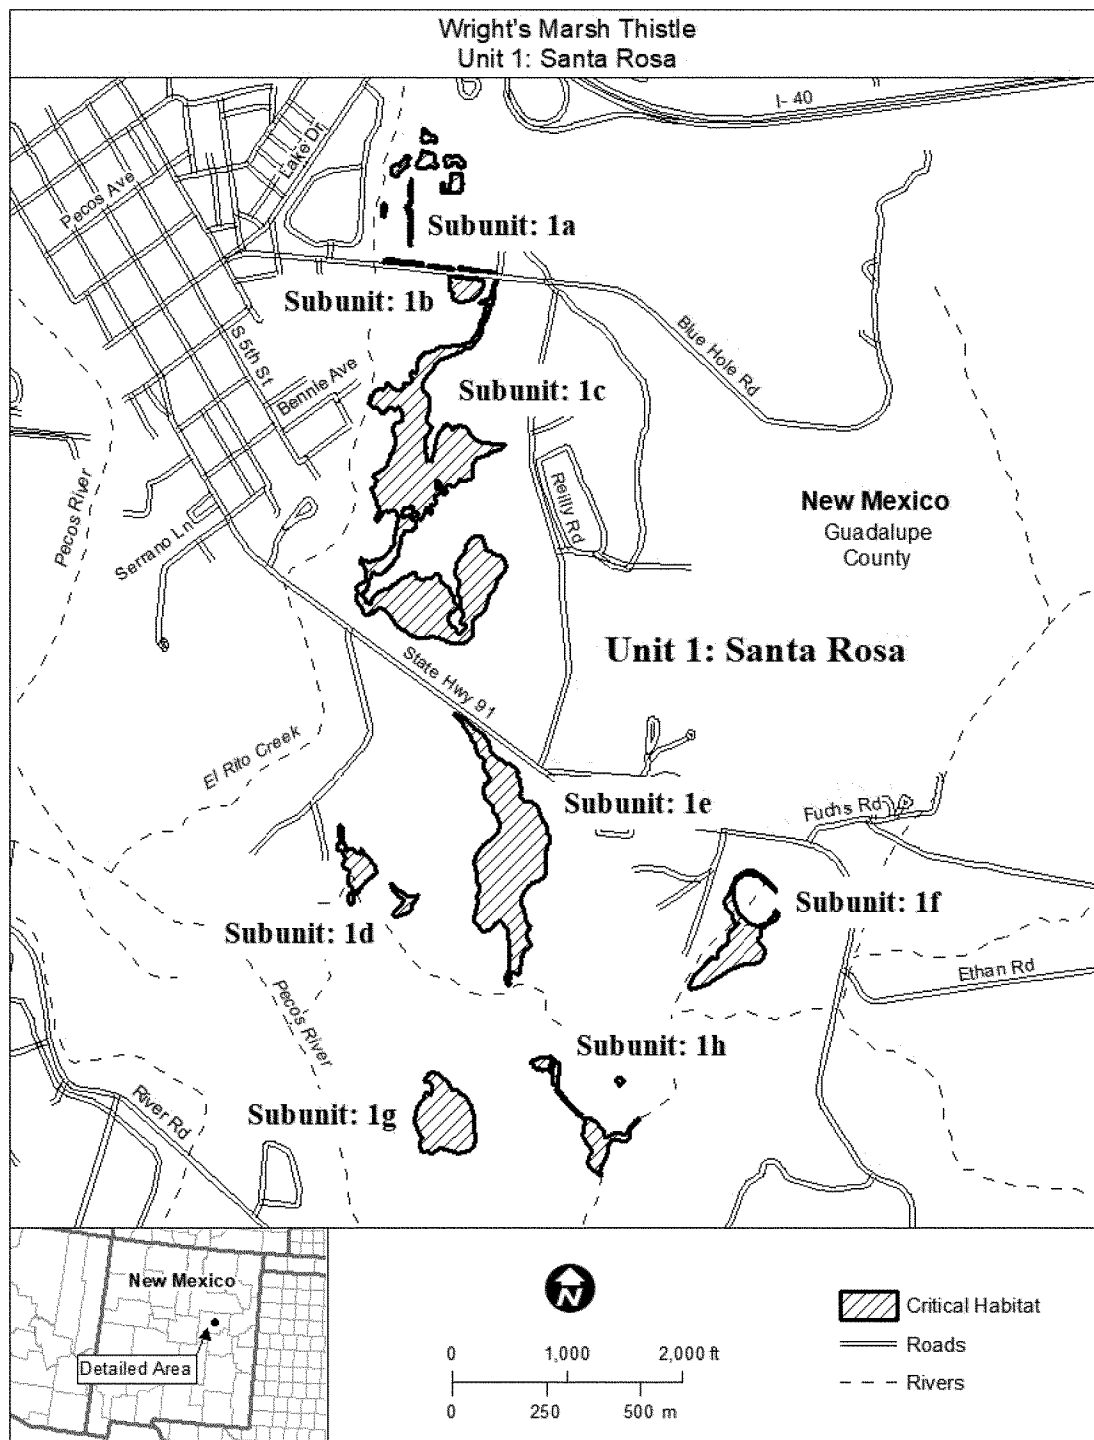 Wright's Marsh Thistle
Unit 1: Santa Rosa
I- 40
Lake Dr
Pecos Ave
Subunit: 1a
Subunit: 1b
S 5th St
Blue Hole Rd
Bennie Ave
Subunit: 1c
Pecos River
Reilly Rd
New Mexico
Guadalupe
County
Serrano Ln
Unit 1: Santa Rosa
State Hwy 91
El Rito Creek
Subunit: 1e
Fuchs Rd
Subunit: 1f
Subunit: 1d
Ethan Rd
Pecos River
Subunit: 1h
Subunit: 1g
River Rd
New Mexico
Detailed Area
N
0 1,000 2,000 ft
0 250 500 m
Critical Habitat
Roads
Rivers